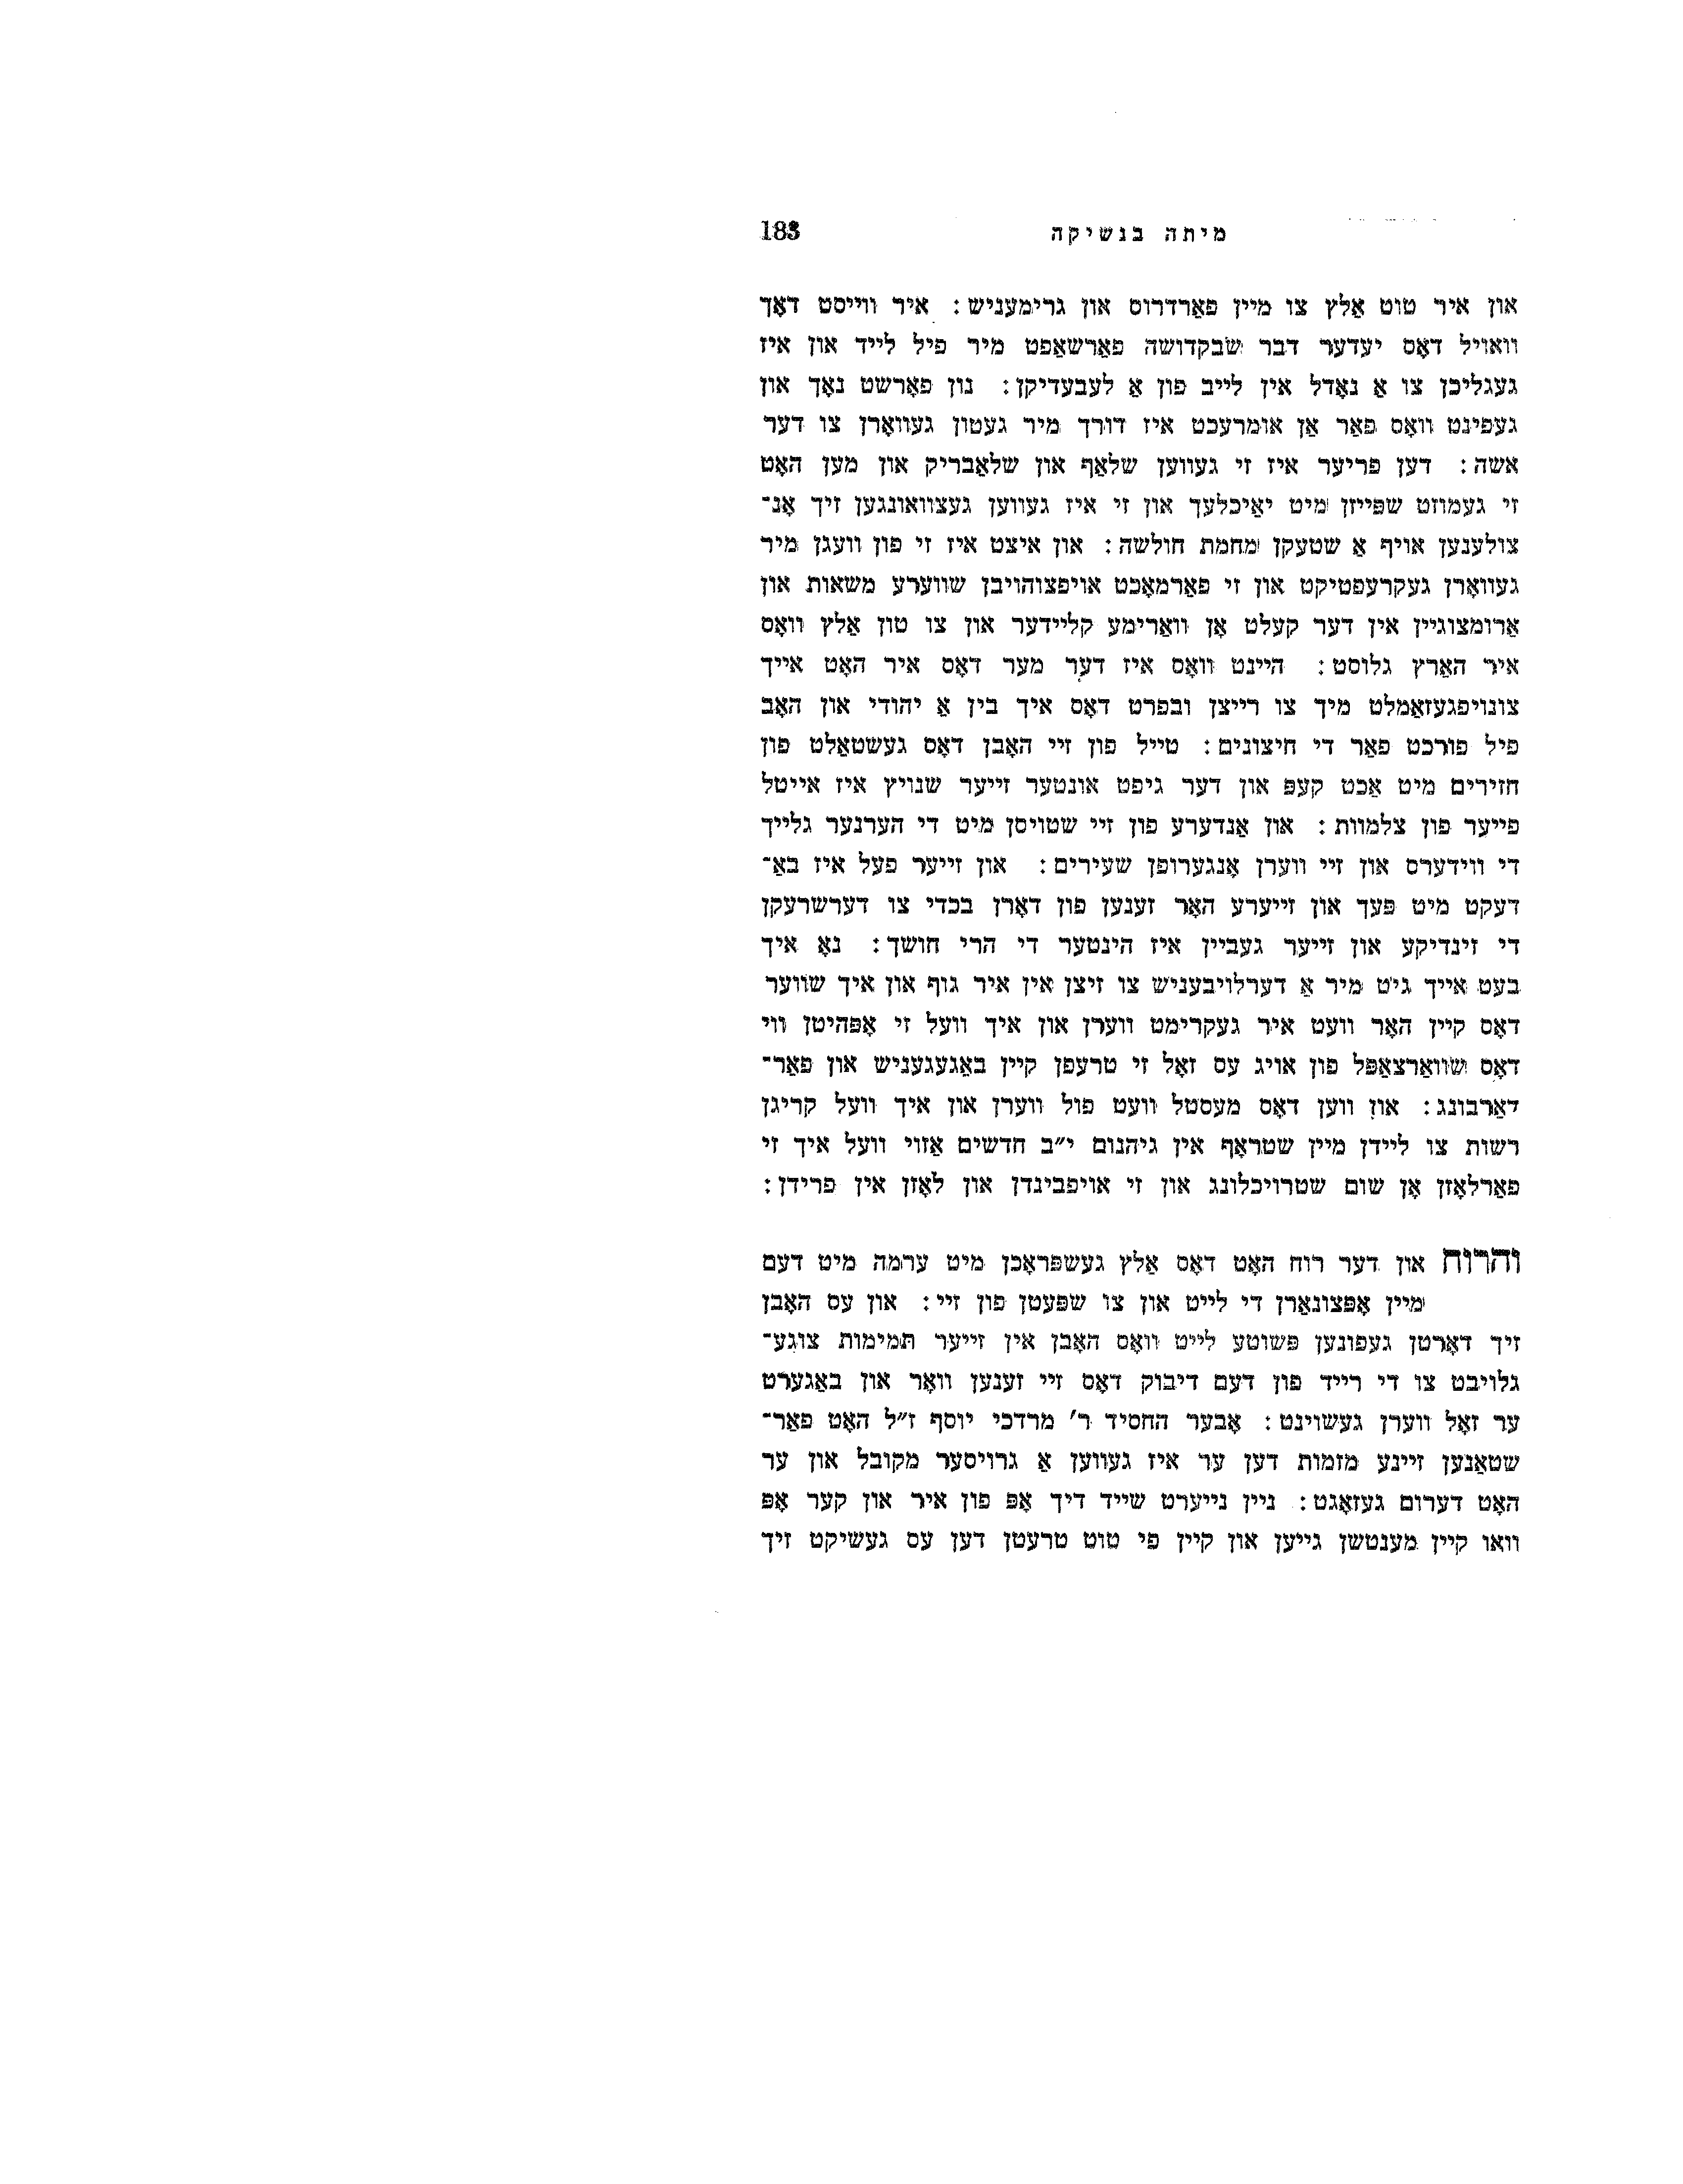 מיתה בנשיקה 183
און איר טוט אַלץ צו מיין פאַרדרוס און גרימעניש: איר ווייסט דאָך
וואויל דאָס יעדער דבר שבקדושה פאַרשאַפט מיר פיל לייד און איז
געגליכן צו אַ נאָדל אין לייב פון אַ לעבעדיקן: נון פאָרשט נאָך און
געפינט וואָס פאַר אַן אומרעכט איז דורך מיר געטון געוואָרן צו דער
אשה: דען פריער איז זי געווען שלאַף און שלאַבריק און מען האָט
זי געמוזט שפּייזן מיט יאַיכלעך און זי איז געווען געצוואונגען זיך אָנ־
צולענען אויף אַ שטעקן מחמת חולשה: און איצט איז זי פון וועגן מיר
געוואָרן געקרעפטיקט און זי פאַרמאָכט אויפצוהויבן שווערע משאות און
אַרומצוגיין אין דער קעלט אָן וואַרימע קליידער און צו טון אַלץ וואָס
איר האַרץ גלוסט: היינט וואָס איז דער מער דאָס איר האָט אייך
צונויפגעזאַמלט מיך צו רייצן ובפרט דאָס איך בין אַ יהודי און האָב
פיל פורכט פאַר די חיצונים: טייל פון זיי האָבן דאָס געשטאַלט פון
חזירים מיט אַכט קעפּ און דער גיפט אונטער זייער שנויץ איז אייטל
פייער פון צלמוות: און אַנדערע פון זיי שטויסן מיט די הערנער גלייך
די ווידערס און זיי ווערן אָנגערופן שעירים: און זייער פעל איז באַ־
דעקט מיט פּעך און זייערע האָר זענען פון דאָרן בכדי צו דערשרעקן
די זינדיקע און זייער געביין איז הינטער די הרי חושך: נאָ איך
בעט אייך גיט מיר אַ דערלויבעניש צו זיצן אין איר גוף און איך שווער
דאָס קיין האָר וועט איר געקרימט ווערן און איך וועל זי אָפּהיטן ווי
דאָס שוואַרצאַפּל פון אויג עס זאָל זי טרעפן קיין באַגעגעניש און פאַר־
דאַרבונג: און ווען דאָס מעסטל וועט פול ווערן און איך וועל קריגן
רשות צו ליידן מיין שטראָף אין גיהנום י״ב חדשים אַזוי וועל איך זי
פאַרלאָזן אָן שום שטרויכלונג און זי אויפבינדן און לאָזן אין פרידן:
והרוח און דער רוח האָט דאָס אַלץ געשפּראָכן מיט ערמה מיט דעם
מיין אָפּצונאַרן די לייט און צו שפּעטן פון זיי: און עס האָבן
זיך דאָרטן געפונען פּשוטע לייט וואָס האָבן אין זייער תּמימות צוגע־
גלויבט צו די רייד פון דעם דיבוק דאָס זיי זענען וואָר און באַגערט
ער זאָל ווערן געשוינט: אָבער החסיד ר׳ מרדכי יוסף ז״ל האָט פאַר־
שטאַנען זיינע מזמות דען ער איז געווען אַ גרויסער מקובל און ער
האָט דערום געזאָגט: ניין נייערט שייד דיך אָפּ פון איר און קער אָפּ
וואו קיין מענטשן גייען און קיין פי טוט טרעטן דען עס געשיקט זיך